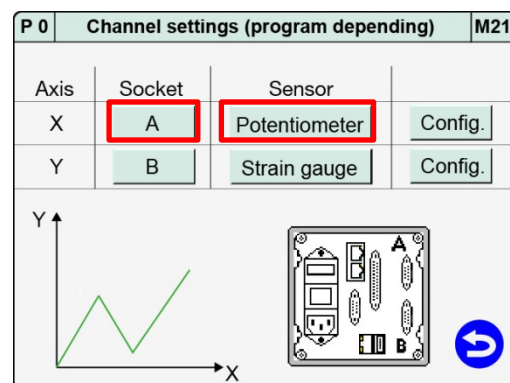 P 0 Channel settings (program depending) M21
Axis Socket Sensor
X A Potentiometer Config.
Y B Strain gauge Config.
Y
A
B
X